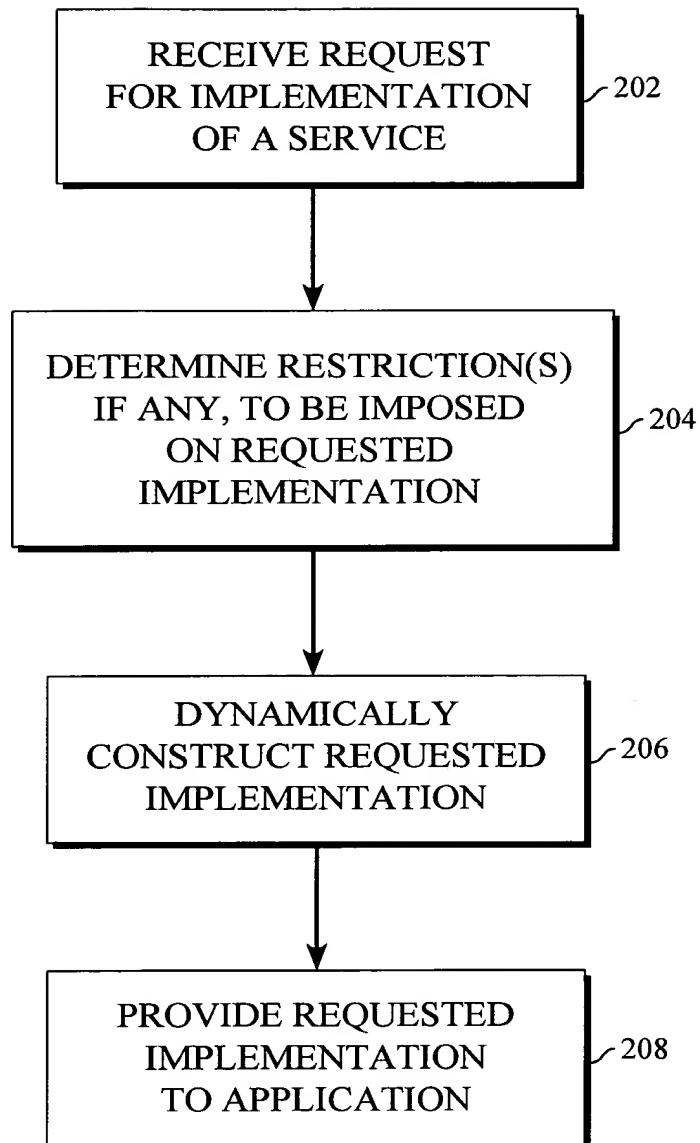 RECEIVE REQUEST
FOR IMPLEMENTATION
OF A SERVICE
202
DETERMINE RESTRICTION(S)
IF ANY, TO BE IMPOSED
ON REQUESTED
IMPLEMENTATION
204
DYNAMICALLY
CONSTRUCT REQUESTED
IMPLEMENTATION
206
PROVIDE REQUESTED
IMPLEMENTATION
TO APPLICATION
208